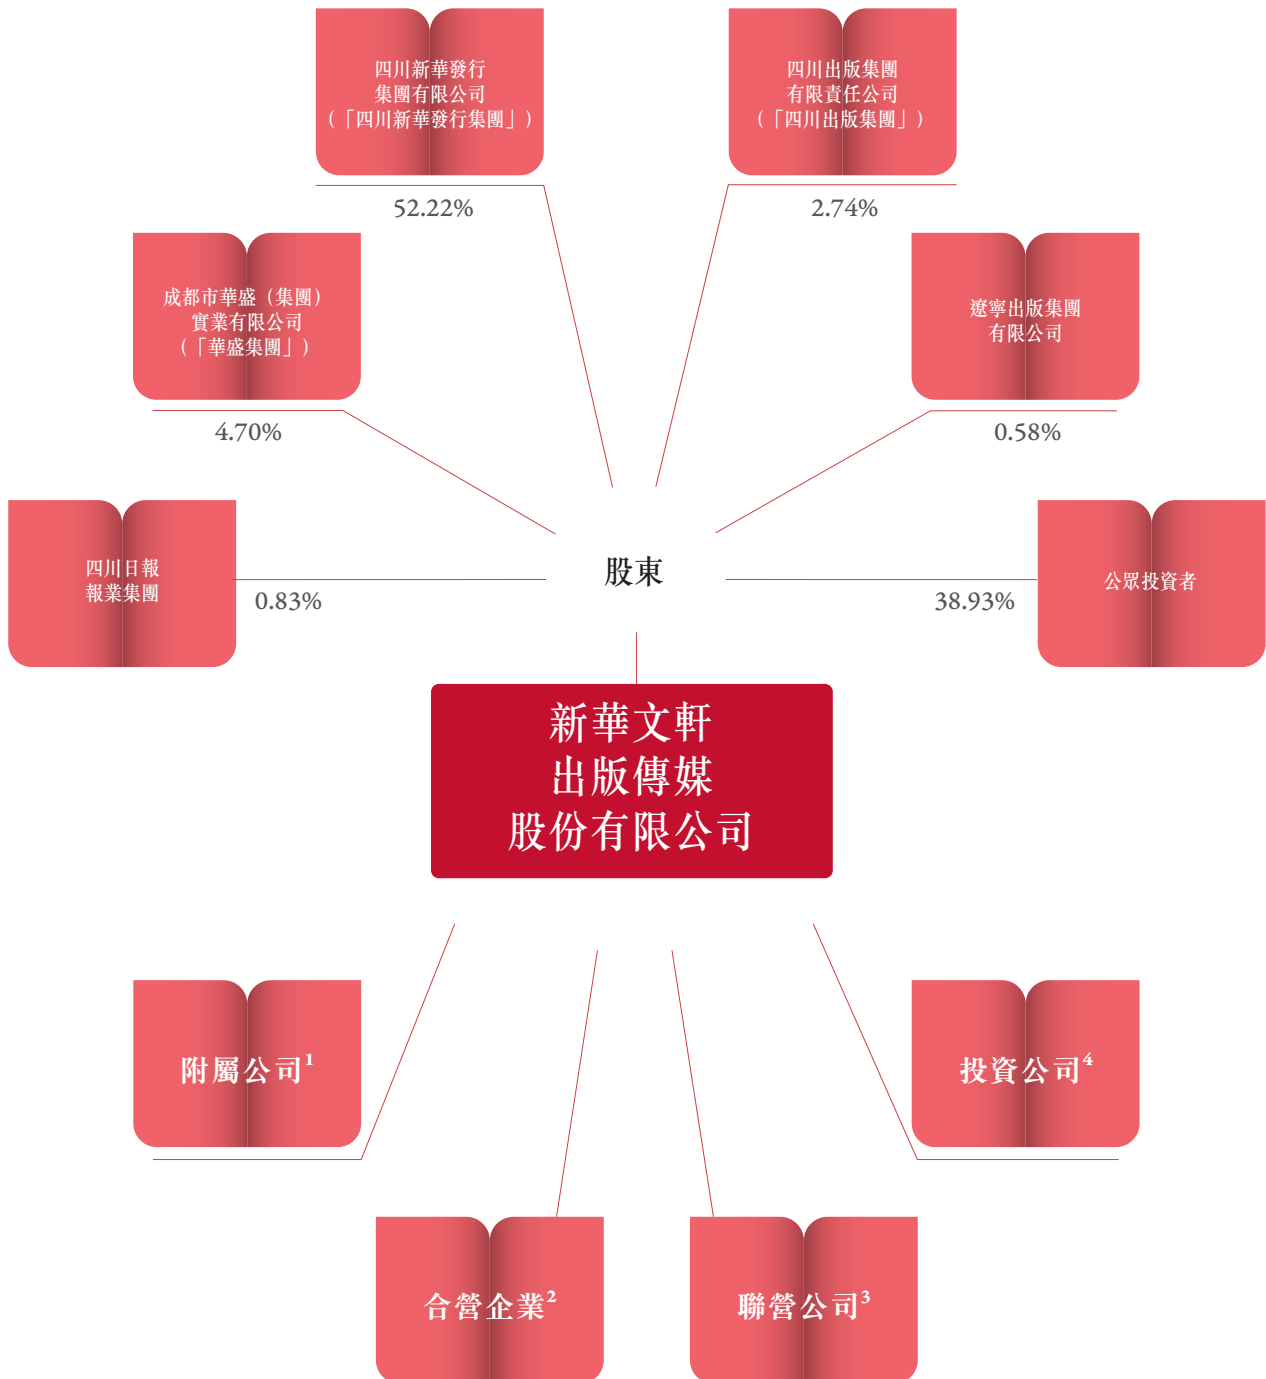 四川新華發行
集團有限公司
（「四川新華發行集團」）
52.22%
四川出版集團
有限責任公司
（「四川出版集團」）
2.74%
成都市華盛（集團）
實業有限公司
（「華盛集團」）
4.70%
遼寧出版集團
有限公司
0.58%
四川日報
報業集團
0.83%
股東
公眾投資者
38.93%
新華文軒
出版傳媒
股份有限公司
附屬公司1
投資公司4
合營企業2
聯營公司3